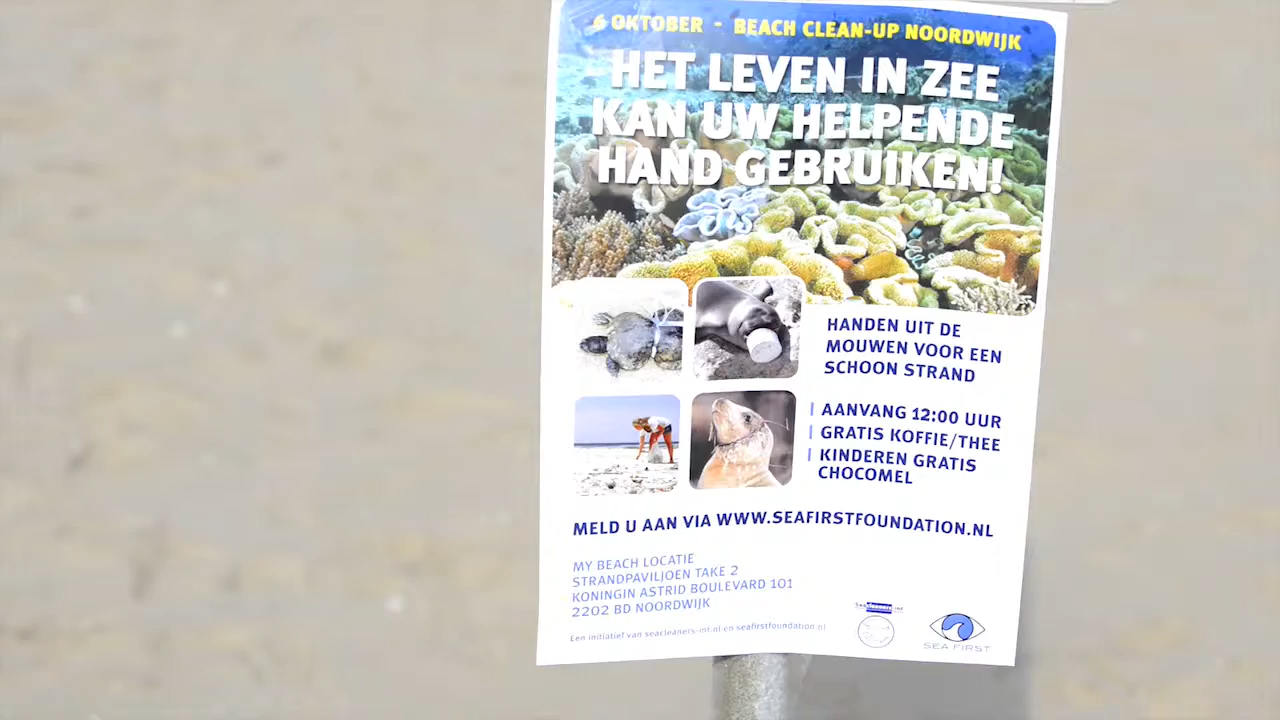 6 OKTOBER - BEACH CLEAN-UP NOORDWIJK
HET LEVEN IN ZEE
KAN UW HELPENDE
HAND GEBRUIKEN!
HANDEN UIT DE
MOUWEN VOOR EEN
SCHOON STRAND
AANVANG 12:00 UUR
GRATIS KOFFIE/THEE
KINDEREN GRATIS
CHOCOMEL
MELD U AAN VIA WWW.SEAFIRSTFOUNDATION.NL
MY BEACH LOCATIE
STRANDPAVILJOEN TAKE 2
KONINGIN ASTRID BOULEVARD 101
2202 BD NOORDWIJK
Een initiatief van seacleaners-int.nl en seafirstfoundation.nl
SEA FIRST